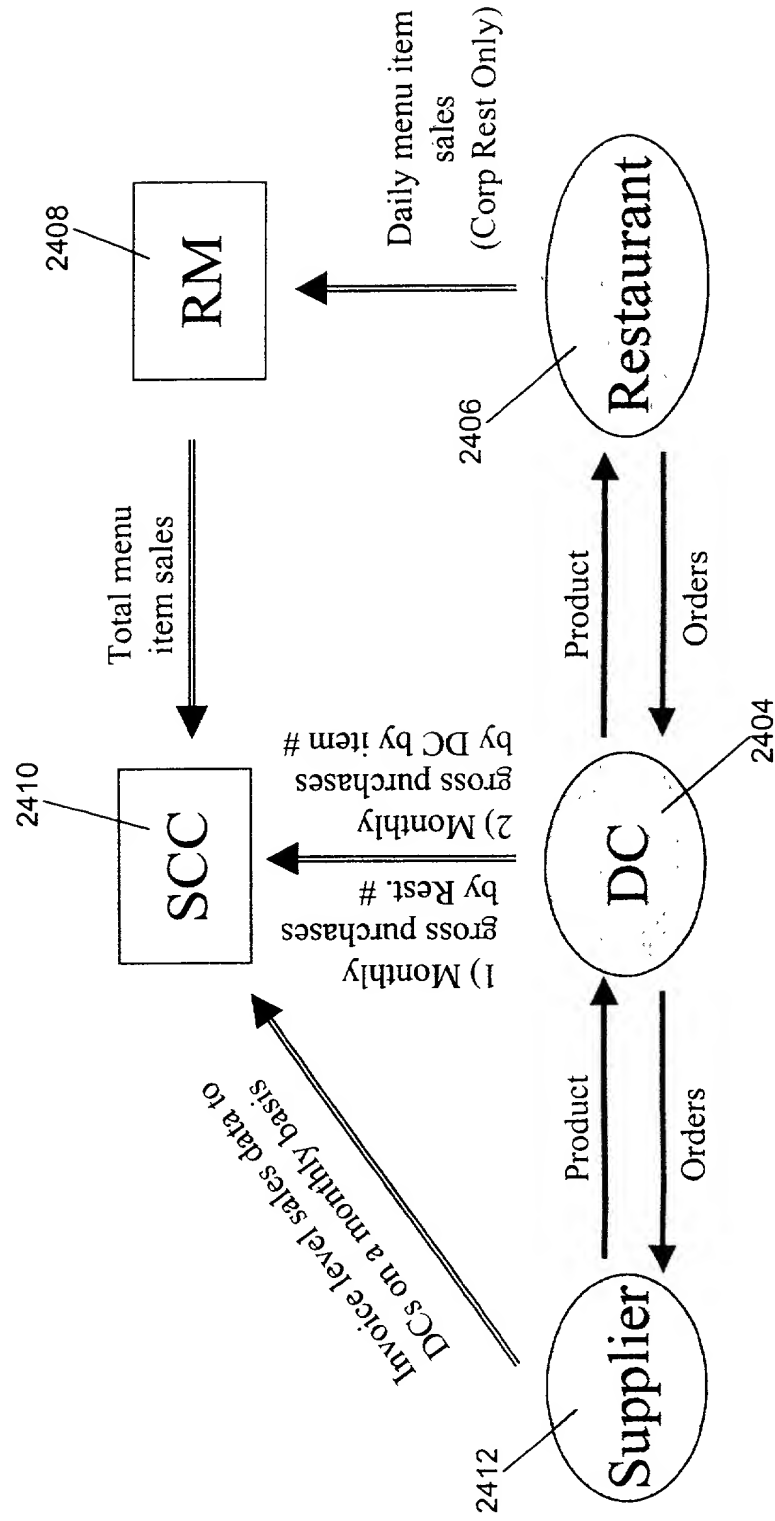 2408
RM
Daily menu item
sales
(Corp Rest Only)
2406
Restaurant
Total menu
item sales
2410
SCC
1) Monthly
gross purchases
by Rest. #
2) Monthly
gross purchases
by DC by item #
Product
Orders
DC
2404
Invoice level sales data to
DCs on a monthly basis
Product
Orders
2412
Supplier